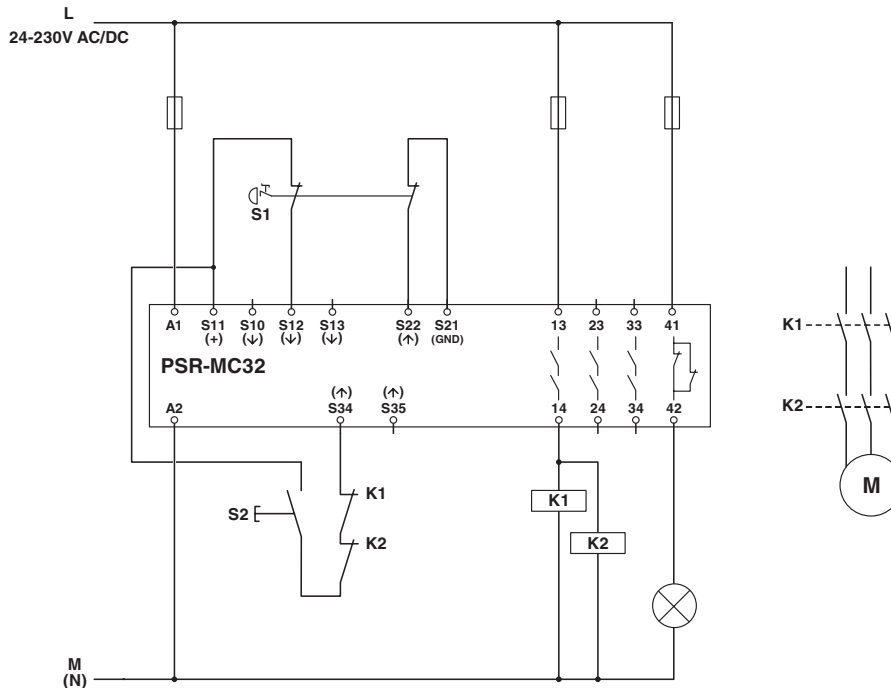 L
24-230V AC/DC
S1
A1 S11 S10 S12 S13 S22 S21 13 23 33 41
(+) (↓) (↓) (↓) (↑) (GND)
PSR-MC32
(↑) (↑)
A2 S34 S35 14 24 34 42
K1
K2
M
K1
S2
K2
K1
K2
M
(N)